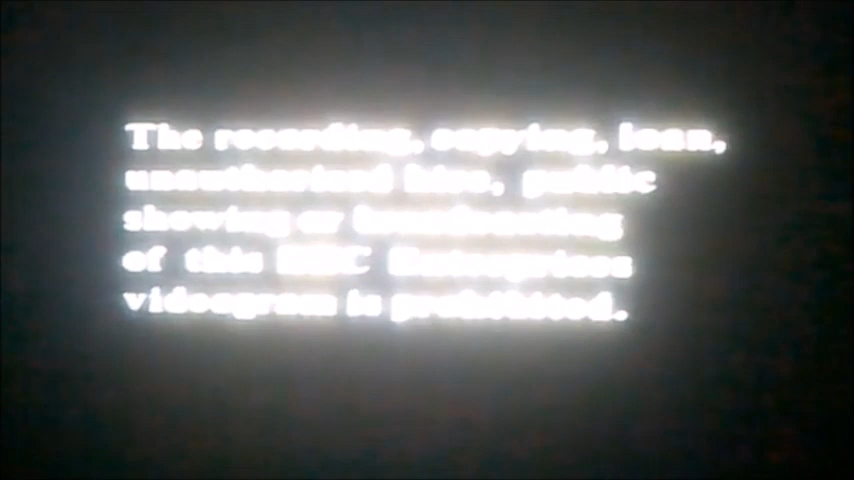 The recording, copying, loan,
unauthorised hire, public
showing or broadcasting
of this BBC Enterprises
videogram is prohibited.